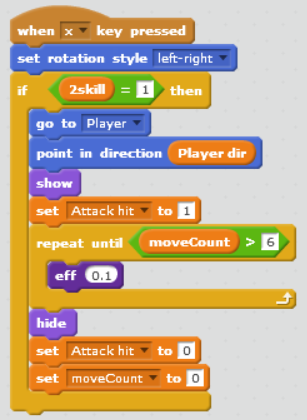 when x key pressed
set rotation style left-right
if 2skill = 1 then
go to Player
point in direction Player dir
show
set Attack hit to 1
repeat until moveCount > 6
eff 0.1
hide
set Attack hit to 0
set moveCount to 0